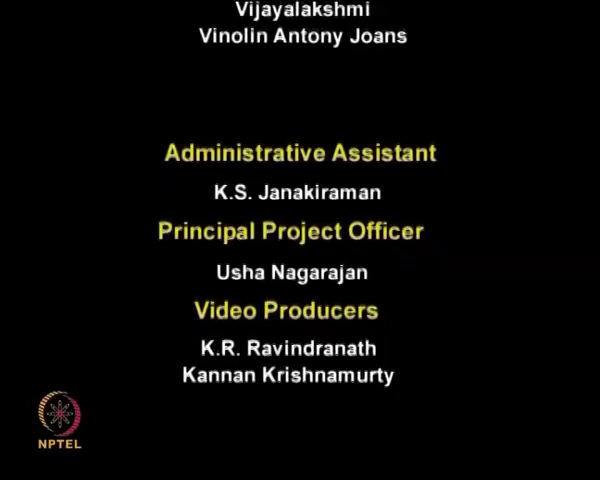 Vijayalakshmi
Vinolin Antony Joans
Administrative Assistant
K.S. Janakiraman
Principal Project Officer
Usha Nagarajan
Video Producers
K.R. Ravindranath
Kannan Krishnamurty
NPTEL